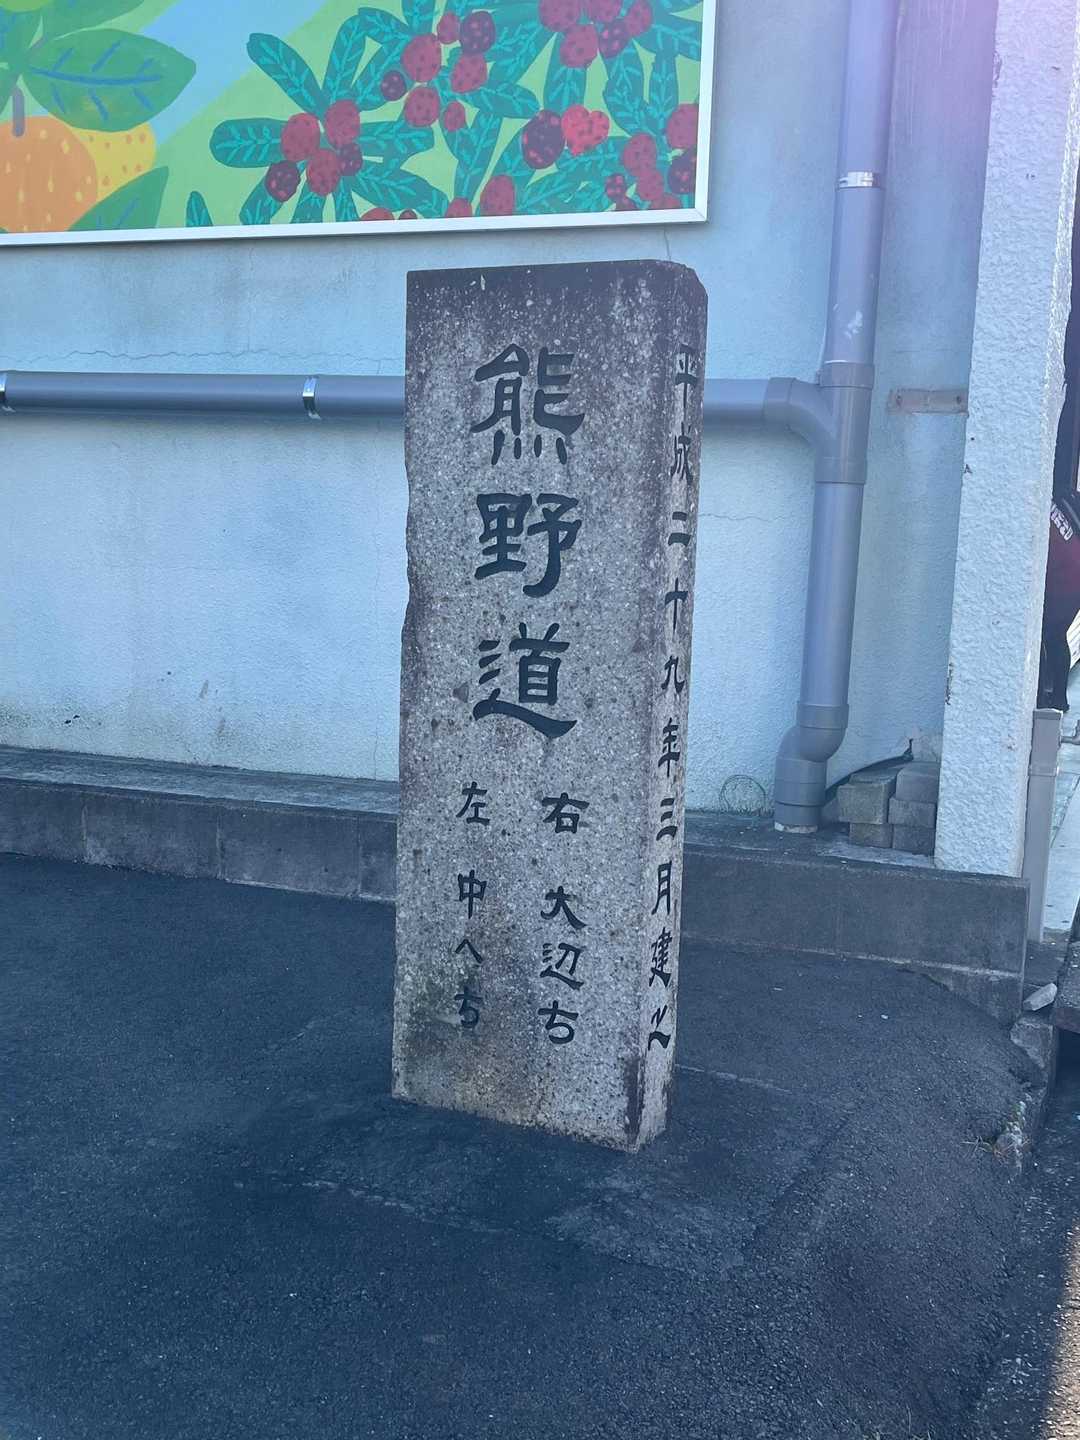 熊野道
右 大辺ち
左 中へち
平成二十九年三月建之